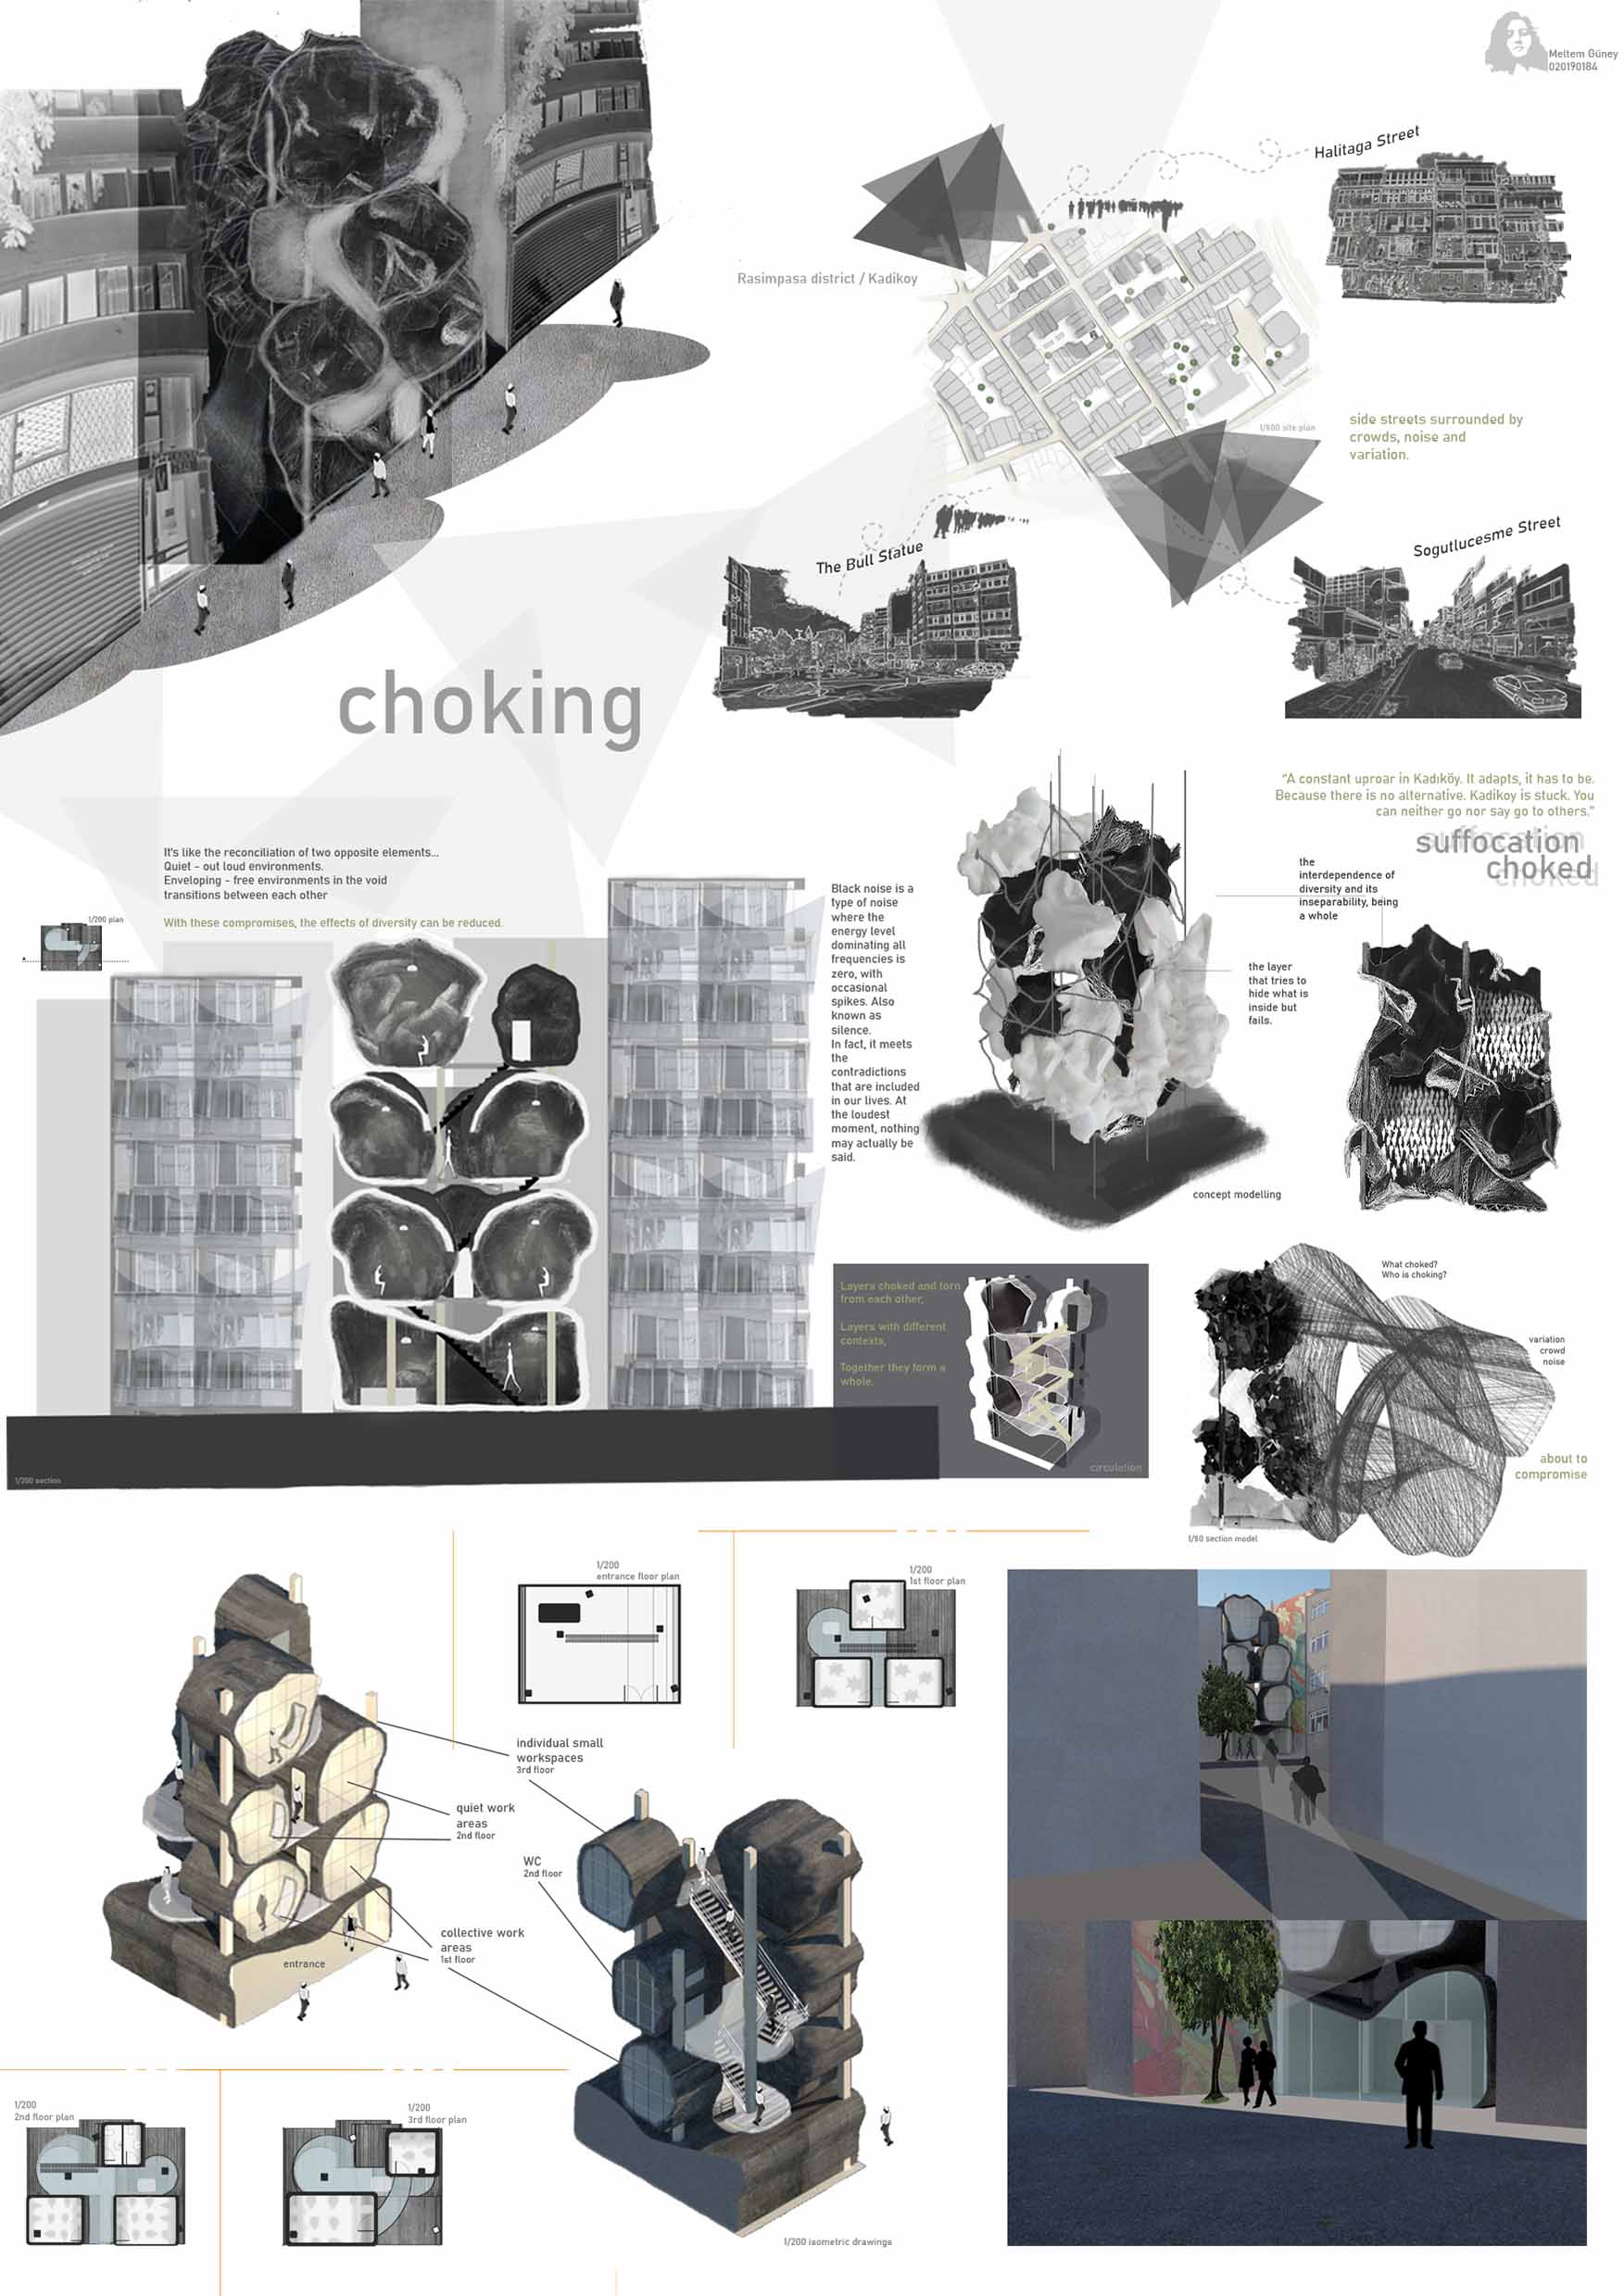 Meltem Güney
020190184
Halitaga Street
Rasimpasa district / Kadikoy
1/500 site plan
side streets surrounded by
crowds, noise and
variation.
The Bull Statue
Sogutlucesme Street
choking
"A constant uproar in Kadıköy. It adapts, it has to be.
Because there is no alternative. Kadikoy is stuck. You
can neither go nor say go to others."
suffocation
choked
It's like the reconciliation of two opposite elements...
Quiet - out loud environments.
Enveloping - free environments in the void
transitions between each other
With these compromises, the effects of diversity can be reduced.
1/200 plan
Black noise is a
type of noise
where the
energy level
dominating all
frequencies is
zero, with
occasional
spikes. Also
known as
silence.
In fact, it meets
the
contradictions
that are included
in our lives. At
the loudest
moment, nothing
may actually be
said.
the
interdependence of
diversity and its
inseparability, being
a whole
the layer
that tries to
hide what is
inside but
fails.
concept modelling
1/200 section
Layers choked and torn
from each other,
Layers with different
contexts,
Together they form a
whole.
circulation
What choked?
Who is choking?
variation
crowd
noise
about to
compromise
1/50 section model
1/200
entrance floor plan
1/200
1st floor plan
individual small
workspaces
3rd floor
quiet work
areas
2nd floor
WC
2nd floor
collective work
areas
1st floor
entrance
1/200
2nd floor plan
1/200
3rd floor plan
1/200 isometric drawings